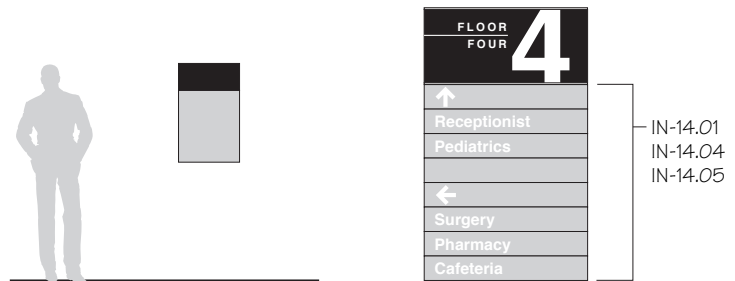 FLOOR
FOUR
4
↑
Receptionist
Pediatrics
←
Surgery
Pharmacy
Cafeteria
IN-14.01
IN-14.04
IN-14.05